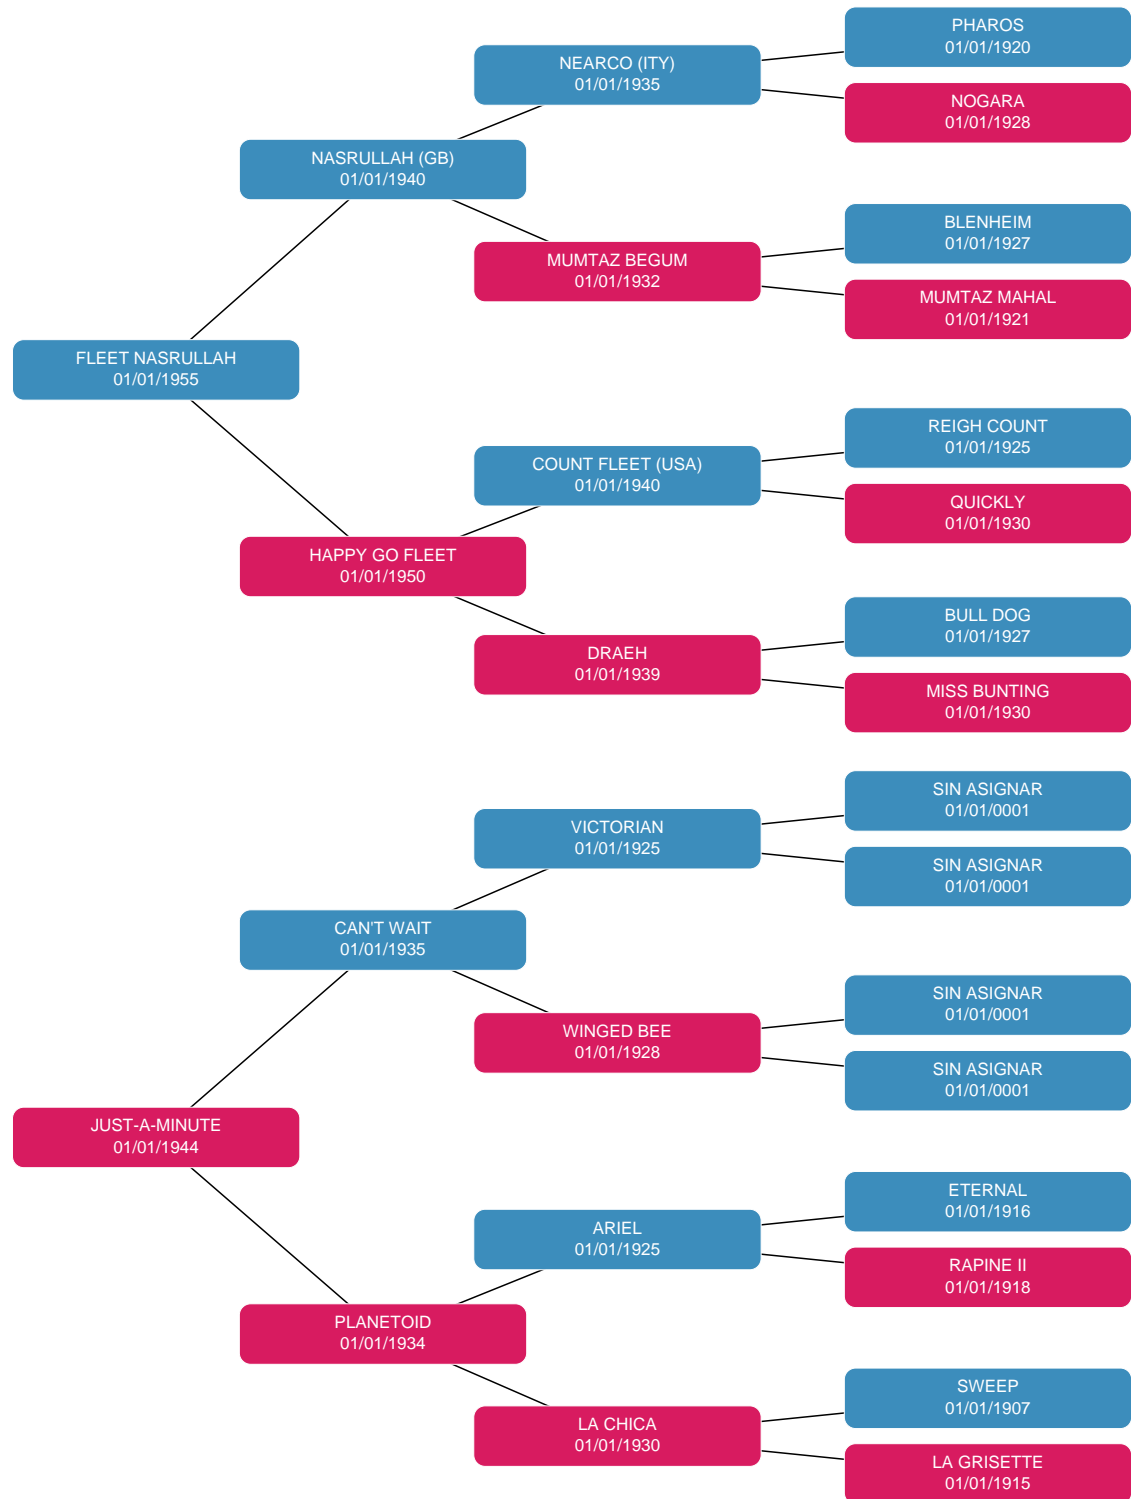 PHAROS
01/01/1920
NEARCO (ITY)
01/01/1935
NOGARA
01/01/1928
NASRULLAH (GB)
01/01/1940
BLENHEIM
01/01/1927
MUMTAZ BEGUM
01/01/1932
MUMTAZ MAHAL
01/01/1921
FLEET NASRULLAH
01/01/1955
REIGH COUNT
01/01/1925
COUNT FLEET (USA)
01/01/1940
QUICKLY
01/01/1930
HAPPY GO FLEET
01/01/1950
BULL DOG
01/01/1927
DRAEH
01/01/1939
MISS BUNTING
01/01/1930
SIN ASIGNAR
01/01/0001
VICTORIAN
01/01/1925
SIN ASIGNAR
01/01/0001
CAN'T WAIT
01/01/1935
SIN ASIGNAR
01/01/0001
WINGED BEE
01/01/1928
SIN ASIGNAR
01/01/0001
JUST-A-MINUTE
01/01/1944
ETERNAL
01/01/1916
ARIEL
01/01/1925
RAPINE II
01/01/1918
PLANETOID
01/01/1934
SWEEP
01/01/1907
LA CHICA
01/01/1930
LA GRISETTE
01/01/1915